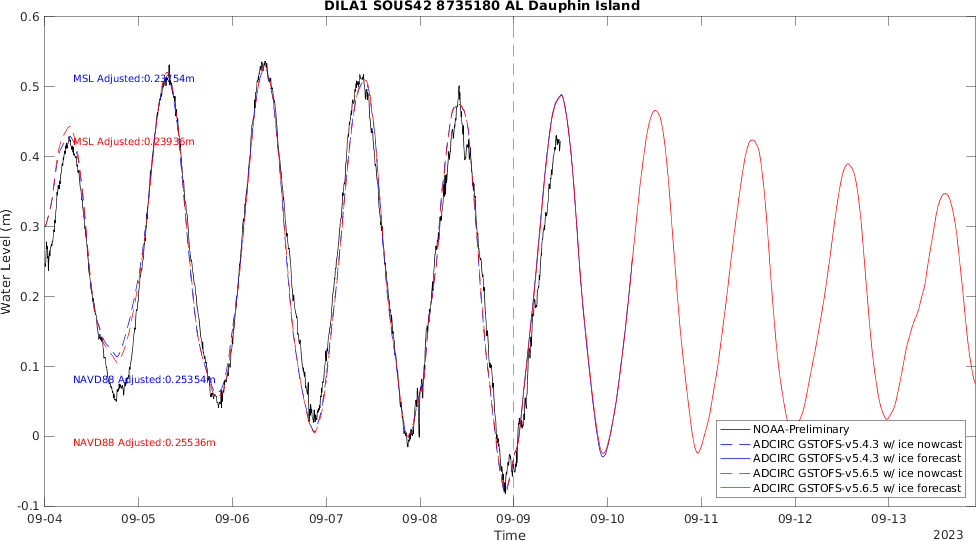 DILA1 SOUS42 8735180 AL Dauphin Island
0.6
0.5
0.4
0.3
0.2
0.1
0
-0.1
Water Level (m)
MSL Adjusted:0.23754m
MSL Adjusted:0.23936m
NAVD88 Adjusted:0.25354m
NAVD88 Adjusted:0.25536m
NOAA-Preliminary
ADCIRC GSTOFS-v5.4.3 w/ ice nowcast
ADCIRC GSTOFS-v5.4.3 w/ ice forecast
ADCIRC GSTOFS-v5.6.5 w/ ice nowcast
ADCIRC GSTOFS-v5.6.5 w/ ice forecast
09-04 09-05 09-06 09-07 09-08 09-09 09-10 09-11 09-12 09-13
Time
2023